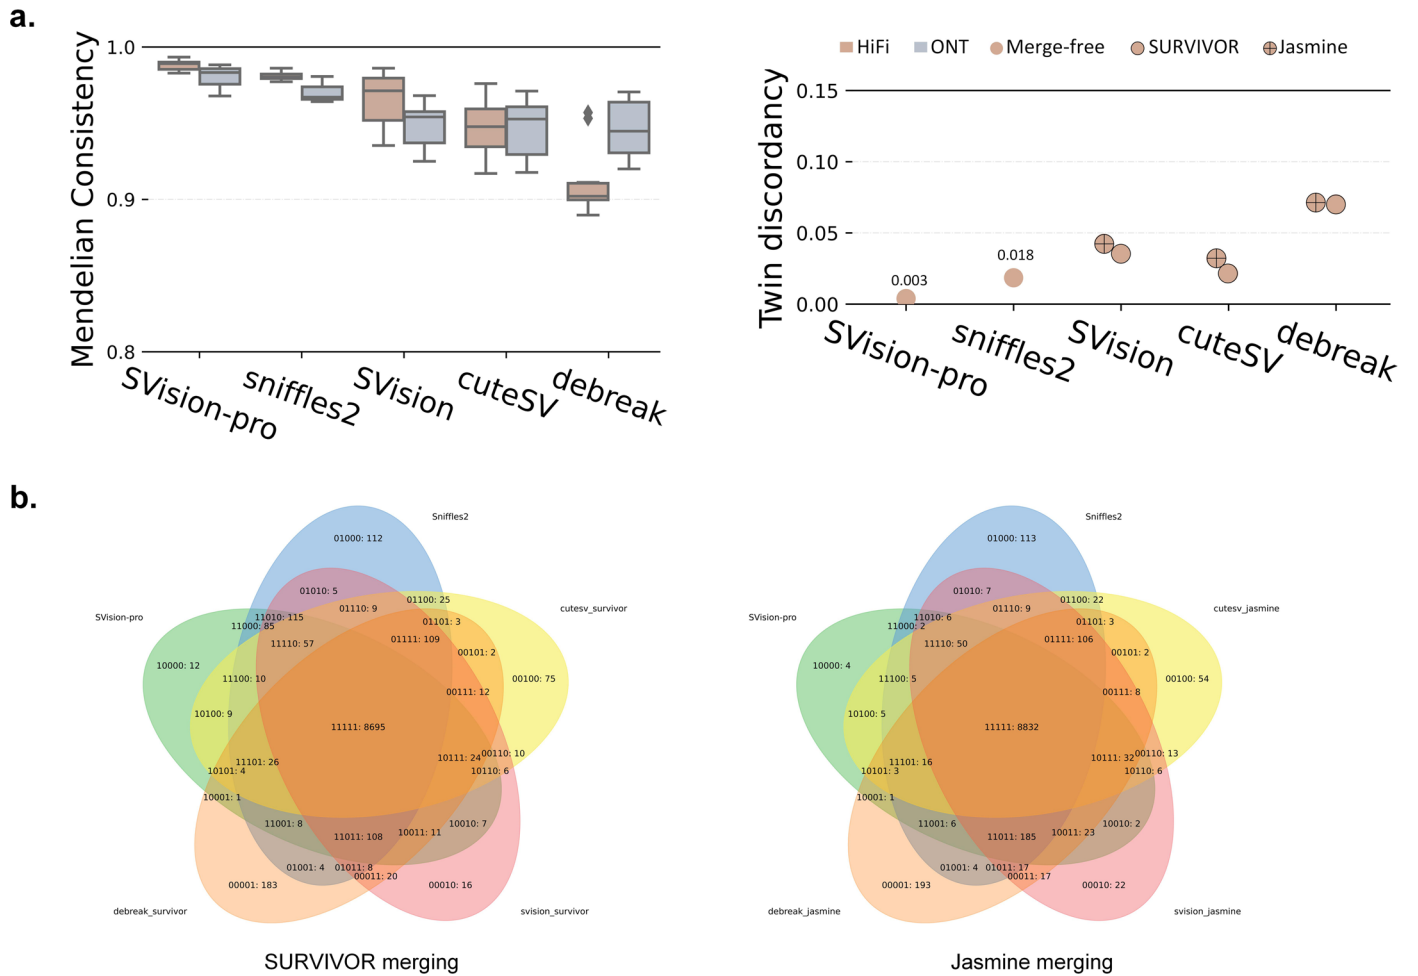 a.
Mendelian Consistency
1.0
0.9
0.8
SVision-pro
sniffles2
SVision
cuteSV
debreak
HiFi ONT Merge-free SURVIVOR Jasmine
Twin discordancy
0.15
0.10
0.05
0.00
0.003
0.018
SVision-pro
sniffles2
SVision
cuteSV
debreak
b.
Sniffles2
01000: 112
01010: 5
01100: 25
cutesv_survivor
01110: 9
SVision-pro
11010: 115
01101: 3
11000: 85
01111: 109
11110: 57
00101: 2
10000: 12
11100: 10
00100: 75
00111: 12
10100: 9
11111: 8695
00110: 10
10111: 24
11101: 26
10101: 4
10110: 6
10001: 1
11001: 8
10010: 7
10011: 11
11011: 108
01001: 4
01011: 8
00011: 20
00001: 183
00010: 16
debreak_survivor
svision_survivor
SURVIVOR merging
Sniffles2
01000: 113
01010: 7
01100: 22
cutesv_jasmine
01110: 9
SVision-pro
11010: 6
01101: 3
11000: 2
01111: 106
11110: 50
00101: 2
10000: 4
11100: 5
00100: 54
00111: 8
10100: 5
11111: 8832
00110: 13
10111: 32
11101: 16
10101: 3
10110: 6
10001: 1
11001: 6
10010: 2
10011: 23
11011: 185
01001: 4
01011: 17
00011: 17
00001: 193
00010: 22
debreak_jasmine
svision_jasmine
Jasmine merging